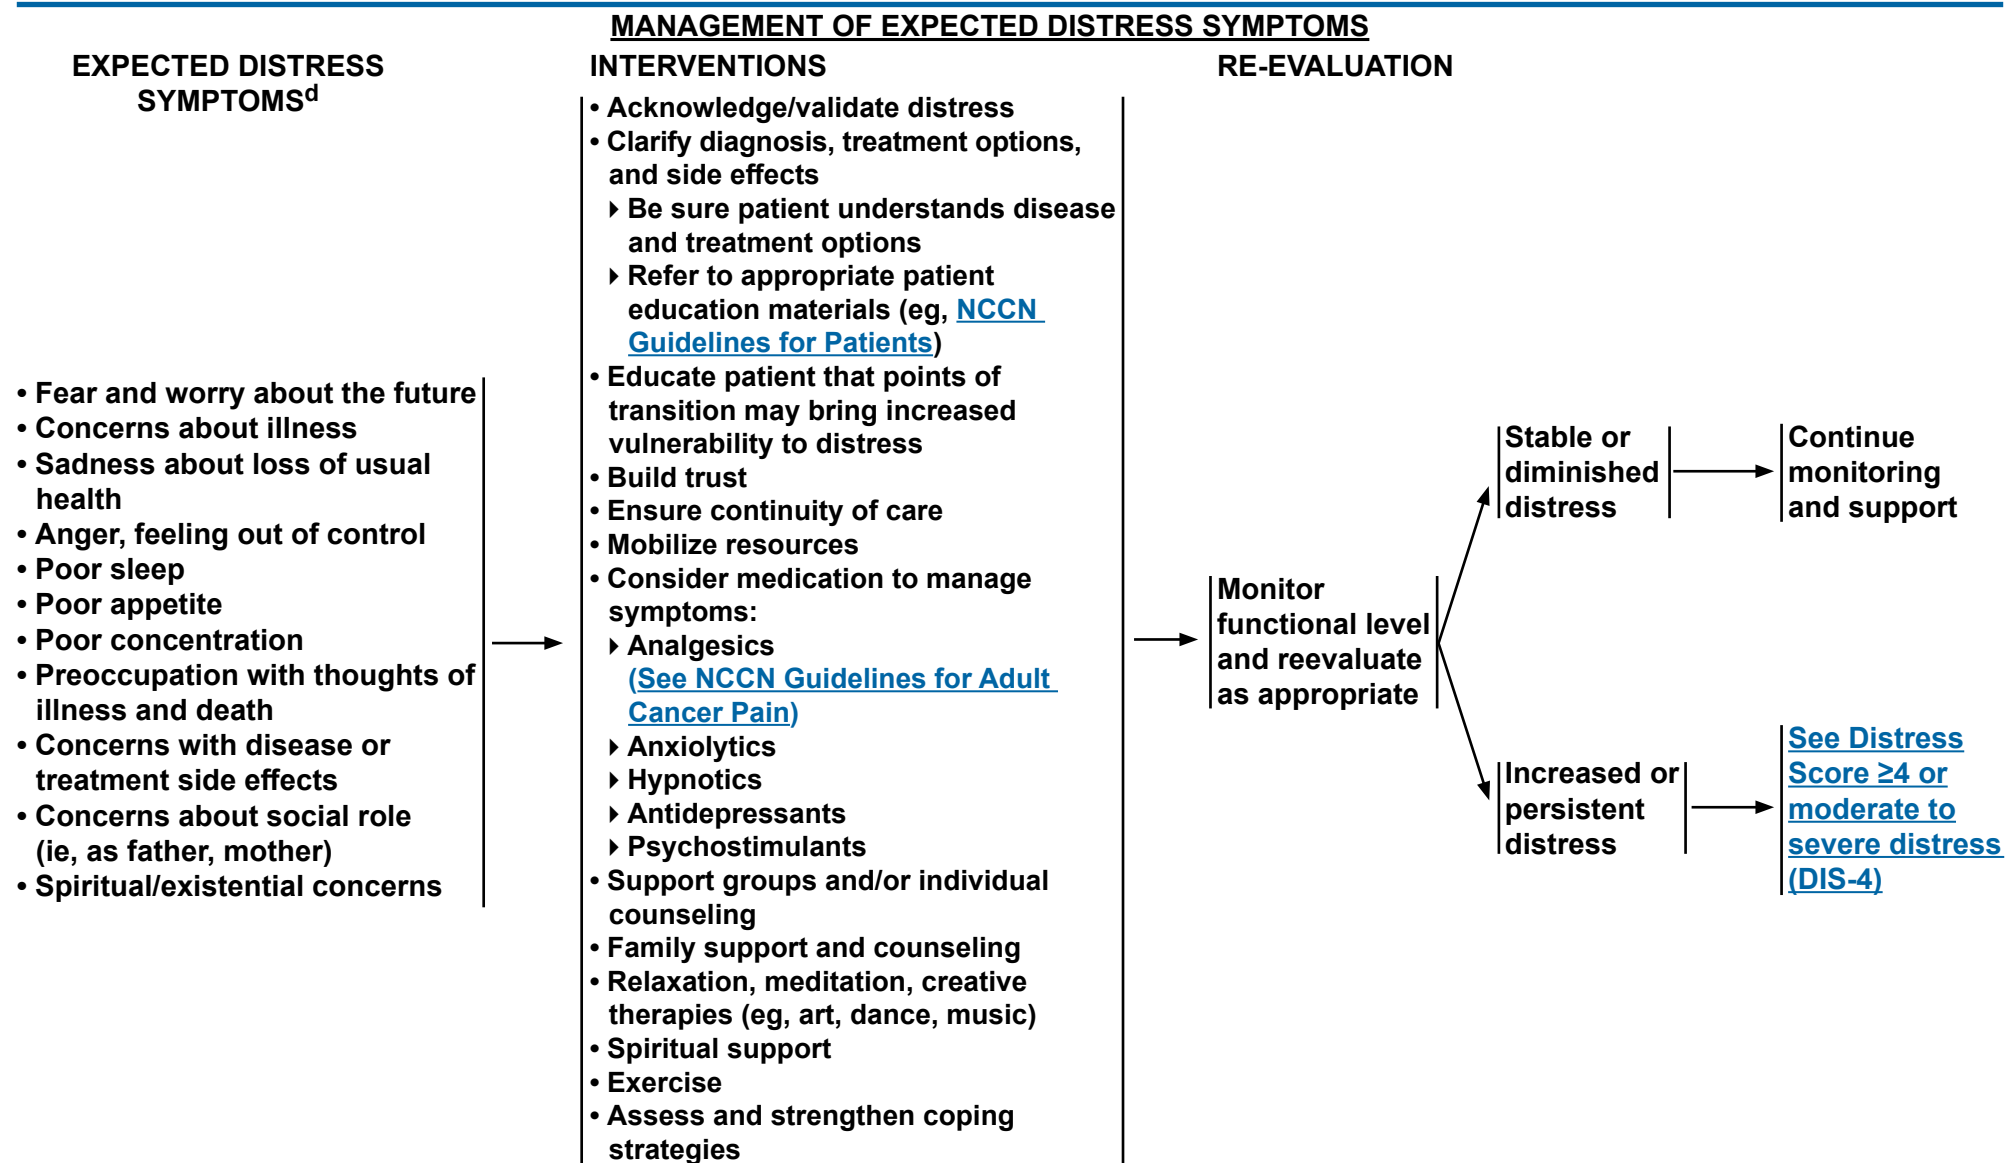 MANAGEMENT OF EXPECTED DISTRESS SYMPTOMS
EXPECTED DISTRESS
SYMPTOMSd
• Fear and worry about the future
• Concerns about illness
• Sadness about loss of usual
health
• Anger, feeling out of control
• Poor sleep
• Poor appetite
• Poor concentration
• Preoccupation with thoughts of
illness and death
• Concerns with disease or
treatment side effects
• Concerns about social role
(ie, as father, mother)
• Spiritual/existential concerns
INTERVENTIONS
• Acknowledge/validate distress
• Clarify diagnosis, treatment options,
and side effects
▸ Be sure patient understands disease
and treatment options
▸ Refer to appropriate patient
education materials (eg, NCCN
Guidelines for Patients)
• Educate patient that points of
transition may bring increased
vulnerability to distress
• Build trust
• Ensure continuity of care
• Mobilize resources
• Consider medication to manage
symptoms:
▸ Analgesics
(See NCCN Guidelines for Adult
Cancer Pain)
▸ Anxiolytics
▸ Hypnotics
▸ Antidepressants
▸ Psychostimulants
• Support groups and/or individual
counseling
• Family support and counseling
• Relaxation, meditation, creative
therapies (eg, art, dance, music)
• Spiritual support
• Exercise
• Assess and strengthen coping
strategies
RE-EVALUATION
Monitor
functional level
and reevaluate
as appropriate
Stable or
diminished
distress
Continue
monitoring
and support
Increased or
persistent
distress
See Distress
Score ≥4 or
moderate to
severe distress
(DIS-4)